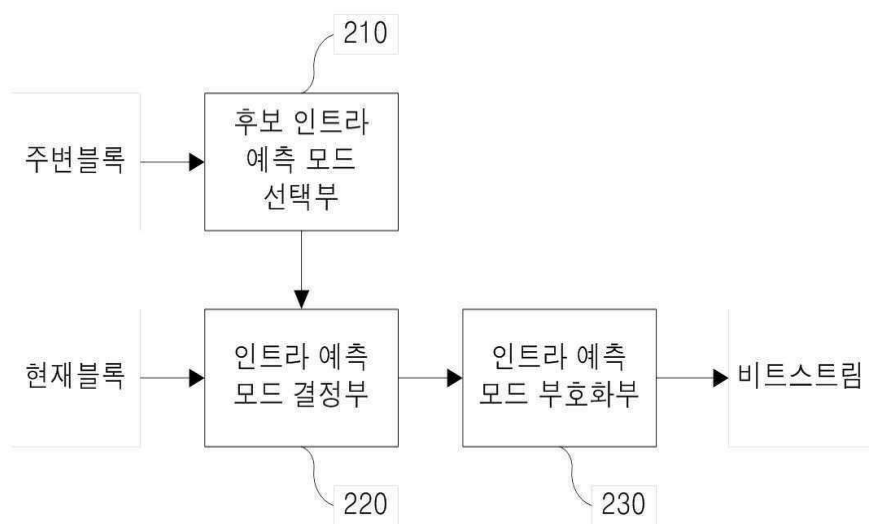 210
주변블록
후보 인트라
예측 모드
선택부
현재블록
인트라 예측
모드 결정부
인트라 예측
모드 부호화부
비트스트림
220
230